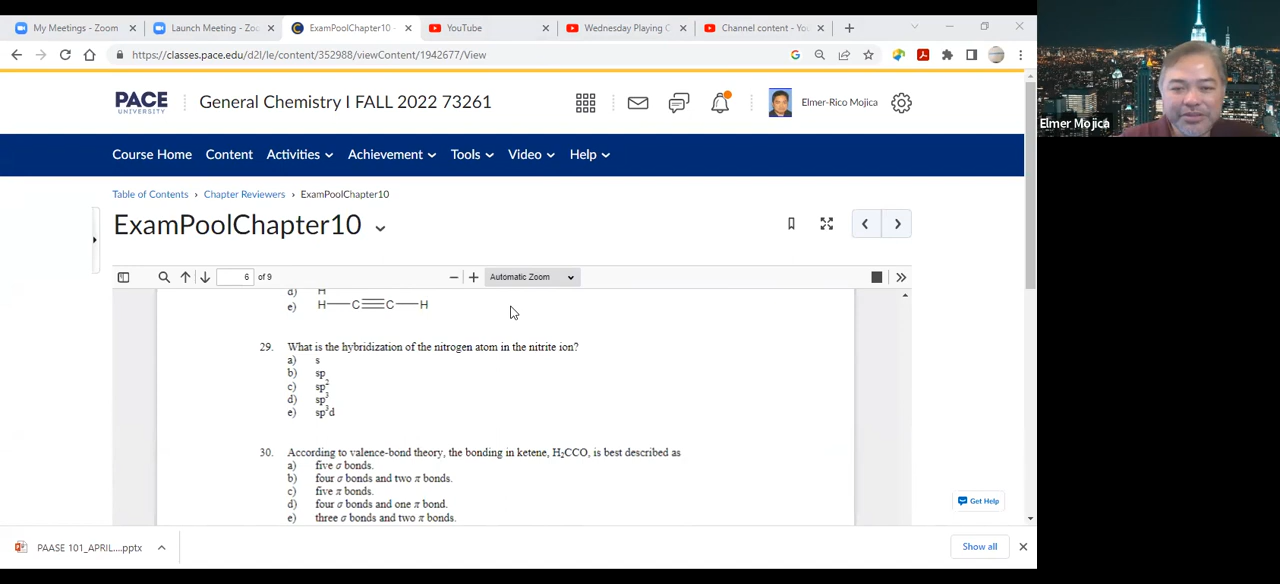 My Meetings - Zoom
Launch Meeting - Zoo
ExamPoolChapter10 -
YouTube
Wednesday Playing C
Channel content - You
https://classes.pace.edu/d2l/le/content/352988/viewContent/1942677/View
PACE
UNIVERSITY
General Chemistry I FALL 2022 73261
Elmer-Rico Mojica
Elmer Mojica
Course Home Content Activities Achievement Tools Video Help
Table of Contents › Chapter Reviewers › ExamPoolChapter10
ExamPoolChapter10
6 of 9
Automatic Zoom
d) H
e) H—C≡C—H
29. What is the hybridization of the nitrogen atom in the nitrite ion?
a) s
b) sp
c) sp²
d) sp³
e) sp³d
30. According to valence-bond theory, the bonding in ketene, H₂CCO, is best described as
a) five σ bonds.
b) four σ bonds and two π bonds.
c) five π bonds.
d) four σ bonds and one π bond.
e) three σ bonds and two π bonds.
Get Help
PAASE 101_APRIL....pptx
Show all